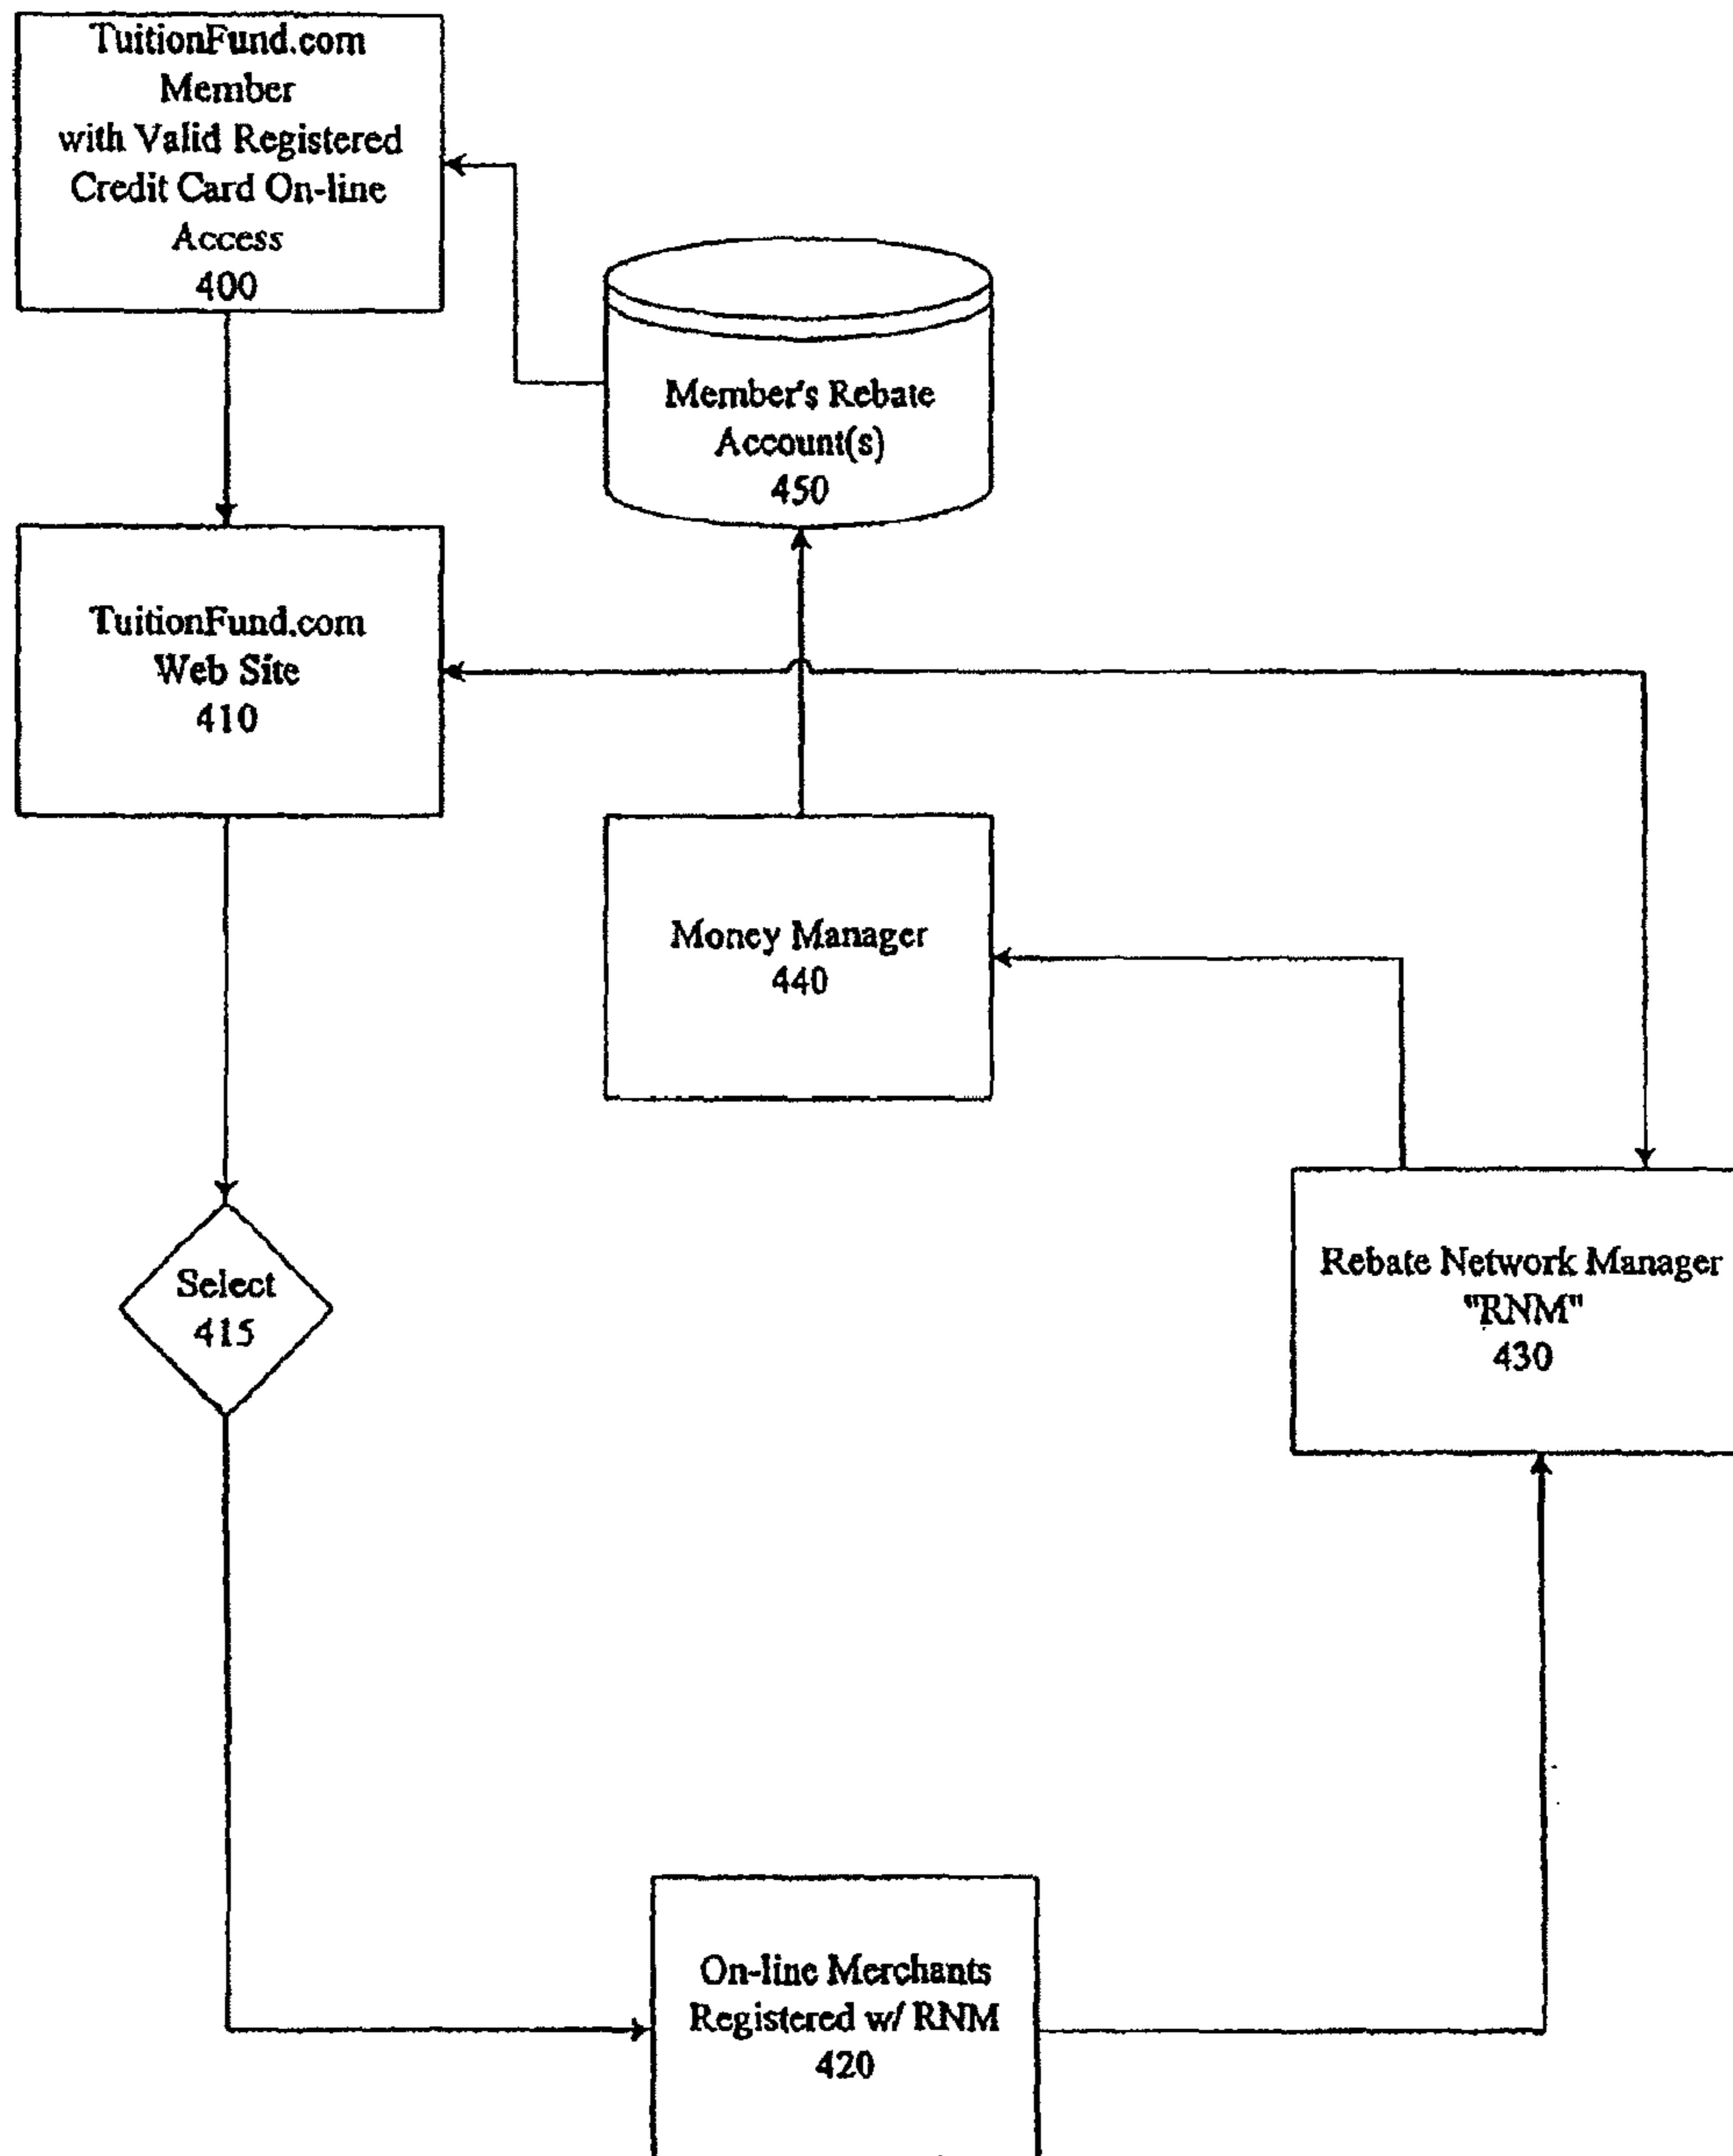 TuitionFund.com
Member
with Valid Registered
Credit Card On-line
Access
400
Member's Rebate
Account(s)
450
TuitionFund.com
Web Site
410
Money Manager
440
Select
415
Rebate Network Manager
"RNM"
430
On-line Merchants
Registered w/ RNM
420